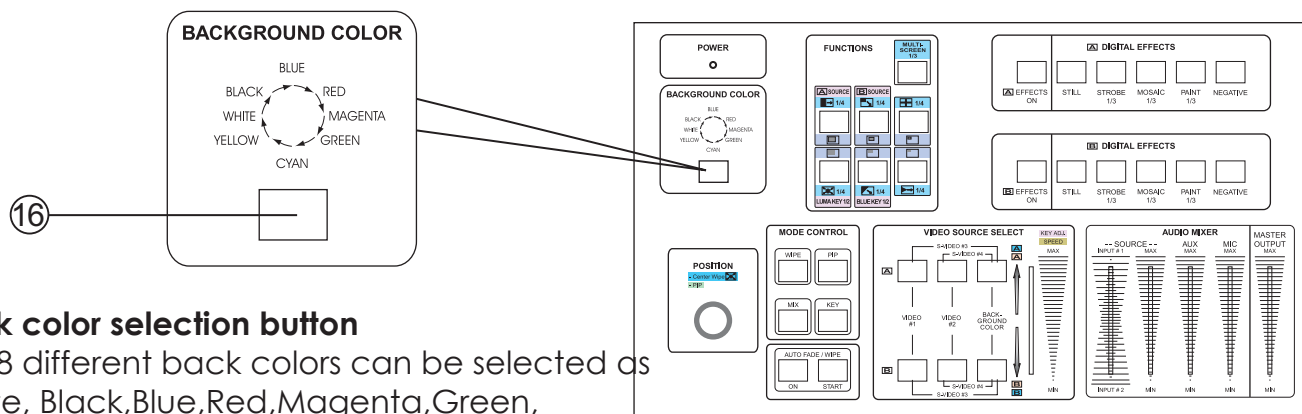 BACKGROUND COLOR
BLUE
BLACK RED
WHITE MAGENTA
YELLOW GREEN
CYAN
16
color selection button
8 different back colors can be selected as
Black,Blue,Red,Magenta,Green,
POWER
BACKGROUND COLOR
BLUE
BLACK RED
WHITE MAGENTA
YELLOW GREEN
CYAN
FUNCTIONS
MULTI-
SCREEN
1/3
A SOURCE B SOURCE
1/4 1/4 1/4
1/4 1/4 1/4
LUMA KEY 1/2 BLUE KEY 1/2
A DIGITAL EFFECTS
A EFFECTS STILL STROBE MOSAIC PAINT NEGATIVE
ON 1/3 1/3 1/3
B DIGITAL EFFECTS
B EFFECTS STILL STROBE MOSAIC PAINT NEGATIVE
ON 1/3 1/3 1/3
POSITION
- Center Wipe
- PIP
MODE CONTROL
WIPE PIP
MIX KEY
AUTO FADE / WIPE
ON START
VIDEO SOURCE SELECT
S-VIDEO #3
S-VIDEO #4
A
VIDEO VIDEO BACK-
#1 #2 GROUND
COLOR
B
S-VIDEO #4
S-VIDEO #3
A
A
B
B
KEY ADJ.
SPEED
MAX
MIN
AUDIO MIXER
-- SOURCE -- AUX MIC
INPUT # 1 MAX MAX MAX
INPUT # 2 MIN MIN MIN
MASTER
OUTPUT
MAX
MIN